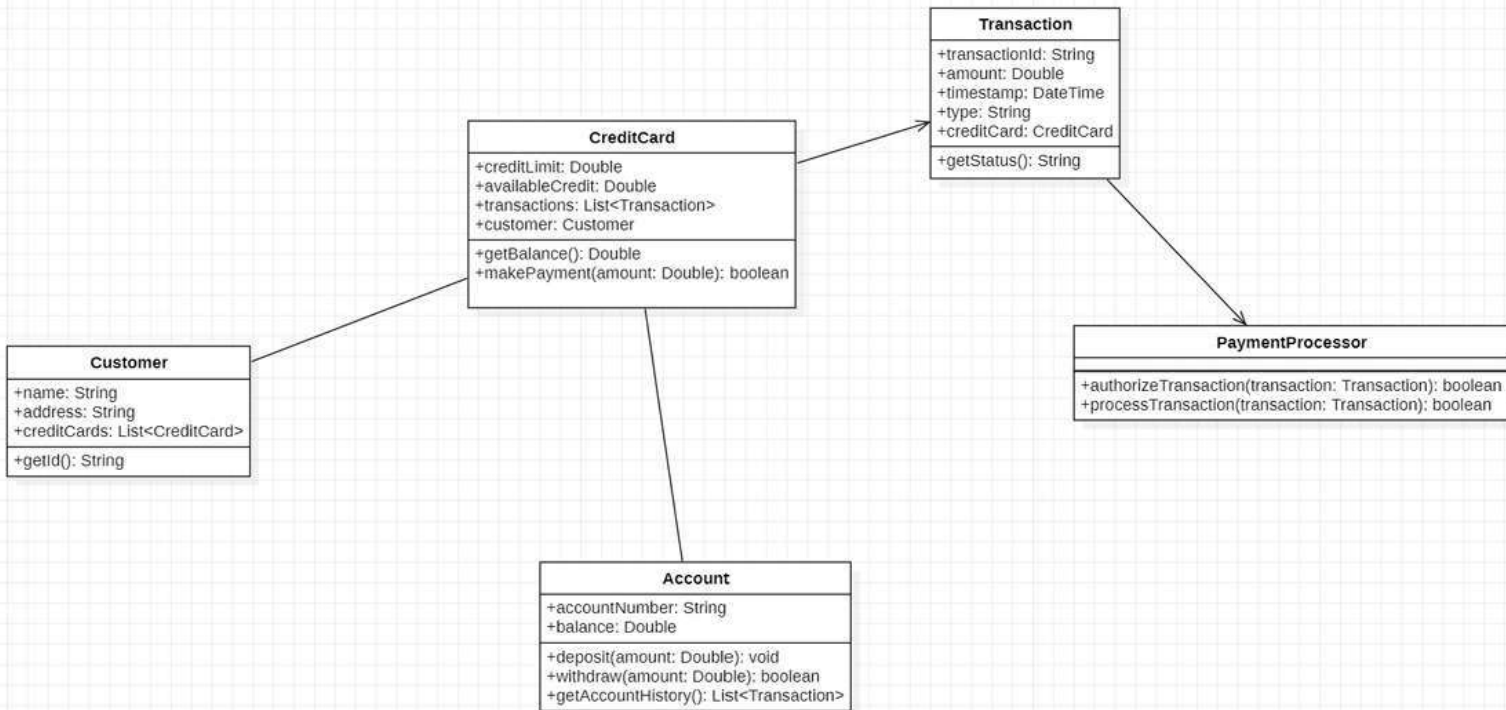 Transaction
+transactionId: String
+amount: Double
+timestamp: DateTime
+type: String
+creditCard: CreditCard
+getStatus(): String
CreditCard
+creditLimit: Double
+availableCredit: Double
+transactions: List<Transaction>
+customer: Customer
+getBalance(): Double
+makePayment(amount: Double): boolean
PaymentProcessor
+authorizeTransaction(transaction: Transaction): boolean
+processTransaction(transaction: Transaction): boolean
Customer
+name: String
+address: String
+creditCards: List<CreditCard>
+getId(): String
Account
+accountNumber: String
+balance: Double
+deposit(amount: Double): void
+withdraw(amount: Double): boolean
+getAccountHistory(): List<Transaction>